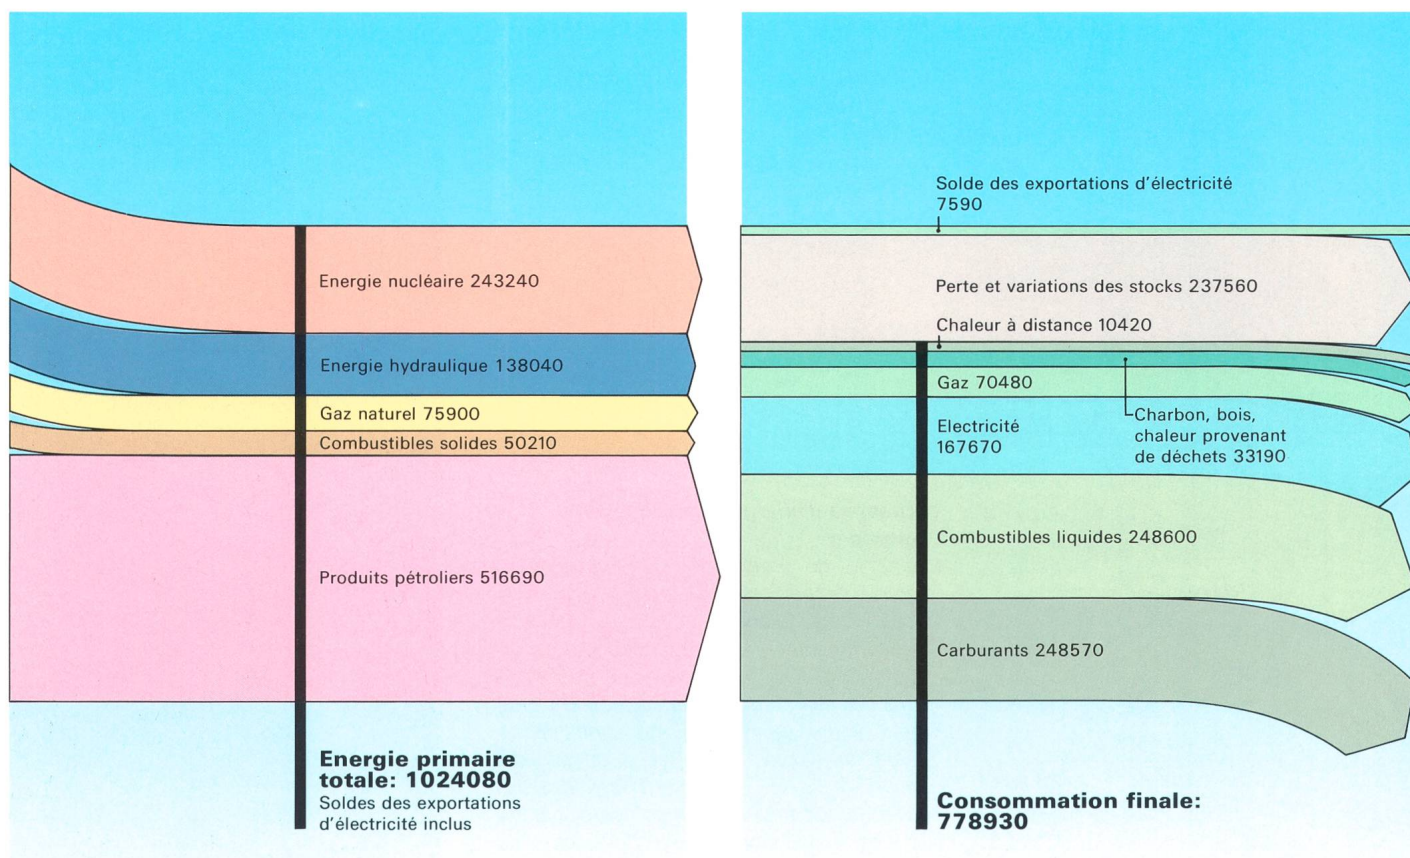 Energie nucléaire 243240
Energie hydraulique 138040
Gaz naturel 75900
Combustibles solides 50210
Produits pétroliers 516690
Energie primaire
totale: 1024080
Soldes des exportations
d'électricité inclus
Solde des exportations d'électricité
7590
Perte et variations des stocks 237560
Chaleur à distance 10420
Gaz 70480
Electricité
167670
Charbon, bois,
chaleur provenant
de déchets 33190
Combustibles liquides 248600
Carburants 248570
Consommation finale:
778930